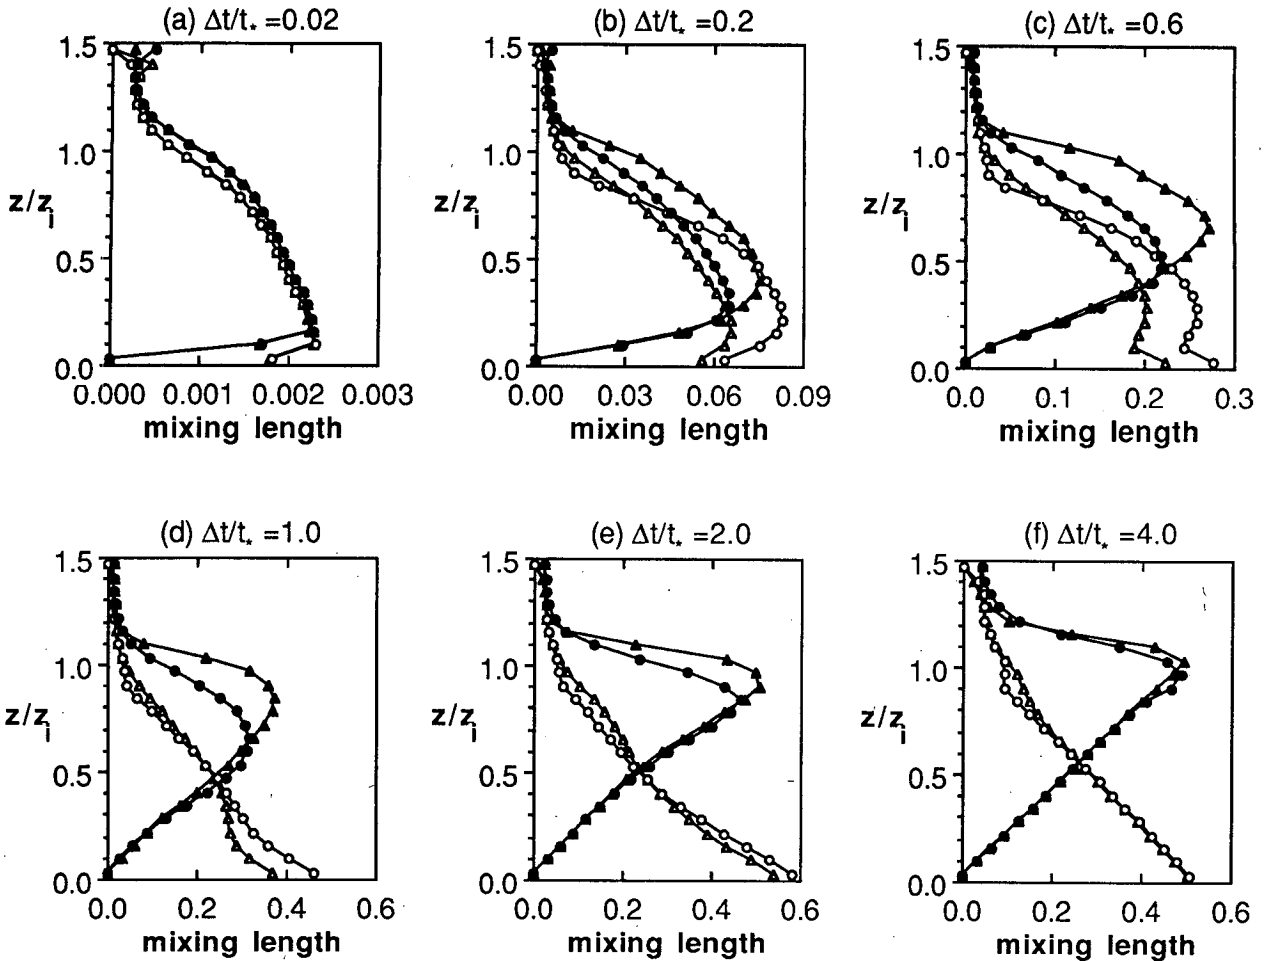 (a) Δt/t* =0.02
(b) Δt/t* =0.2
(c) Δt/t* =0.6
1.5
1.0
0.5
0.0
z/zi
0.000 0.001 0.002 0.003
mixing length
1.5
1.0
0.5
0.0
z/zi
0.00 0.03 0.06 0.09
mixing length
1.5
1.0
0.5
0.0
z/zi
0.0 0.1 0.2 0.3
mixing length
(d) Δt/t* =1.0
(e) Δt/t* =2.0
(f) Δt/t* =4.0
1.5
1.0
0.5
0.0
z/zi
0.0 0.2 0.4 0.6
mixing length
1.5
1.0
0.5
0.0
z/zi
0.0 0.2 0.4 0.6
mixing length
1.5
1.0
0.5
0.0
z/zi
0.0 0.2 0.4 0.6
mixing length